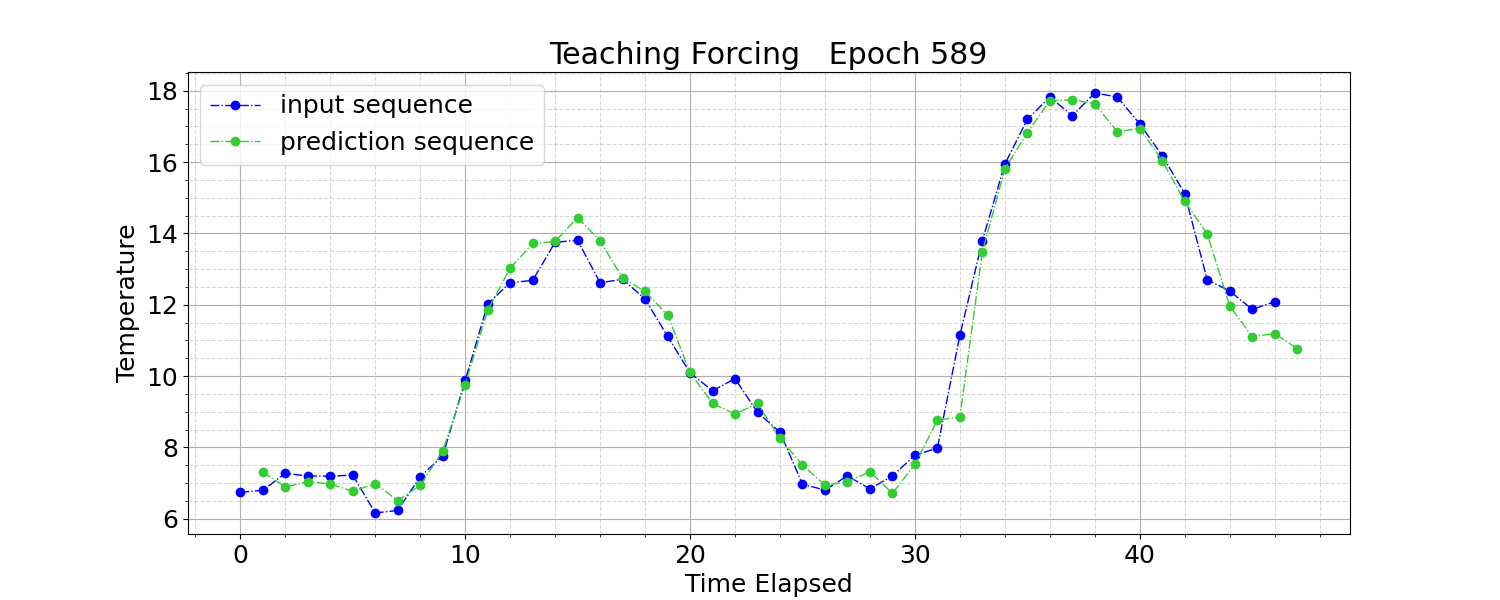 Teaching Forcing   Epoch 589
input sequence
prediction sequence
Temperature
18
16
14
12
10
8
6
0 10 20 30 40
Time Elapsed